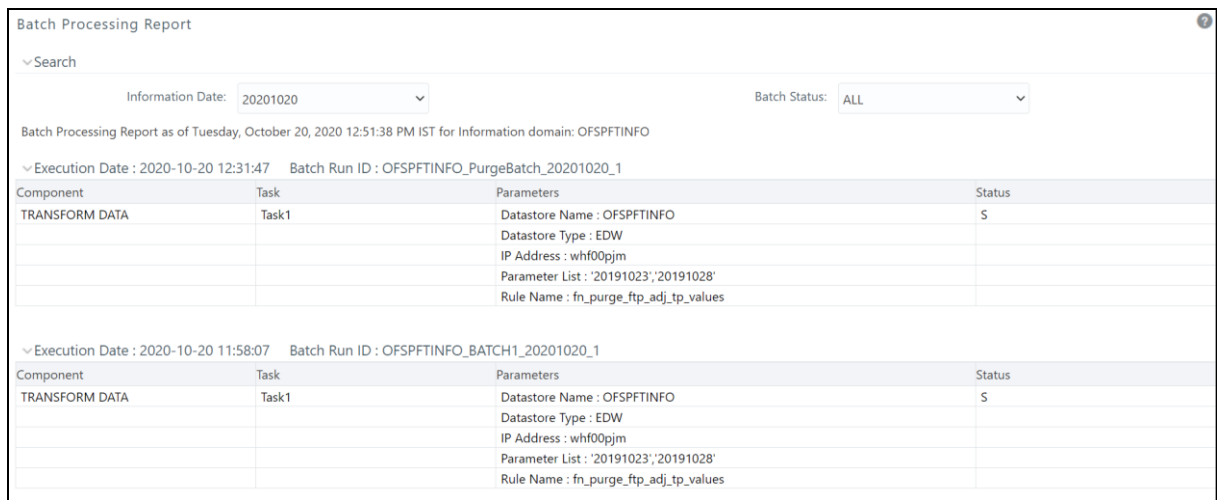 Batch Processing Report
?
Search
Information Date: 20201020 Batch Status: ALL
Batch Processing Report as of Tuesday, October 20, 2020 12:51:38 PM IST for Information domain: OFSPFTINFO
Execution Date : 2020-10-20 12:31:47 Batch Run ID : OFSPFTINFO_PurgeBatch_20201020_1
Component Task Parameters Status
TRANSFORM DATA Task1 Datastore Name : OFSPFTINFO S
Datastore Type : EDW
IP Address : whf00pjm
Parameter List : '20191023','20191028'
Rule Name : fn_purge_ftp_adj_tp_values
Execution Date : 2020-10-20 11:58:07 Batch Run ID : OFSPFTINFO_BATCH1_20201020_1
Component Task Parameters Status
TRANSFORM DATA Task1 Datastore Name : OFSPFTINFO S
Datastore Type : EDW
IP Address : whf00pjm
Parameter List : '20191023','20191028'
Rule Name : fn_purge_ftp_adj_tp_values